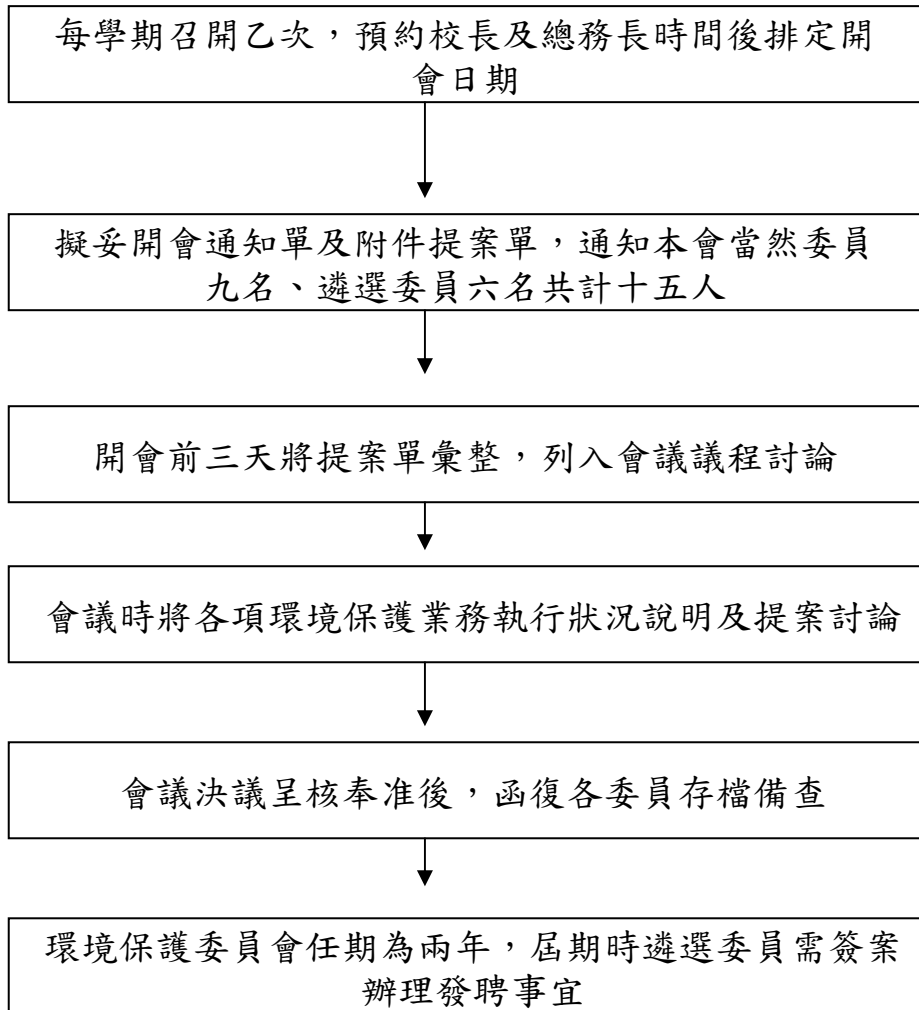 每學期召開乙次，預約校長及總務長時間後排定開
會日期
擬妥開會通知單及附件提案單，通知本會當然委員
九名、遴選委員六名共計十五人
開會前三天將提案單彙整，列入會議議程討論
會議時將各項環境保護業務執行狀況說明及提案討論
會議決議呈核奉准後，函復各委員存檔備查
環境保護委員會任期為兩年，屆期時遴選委員需簽案
辦理發聘事宜